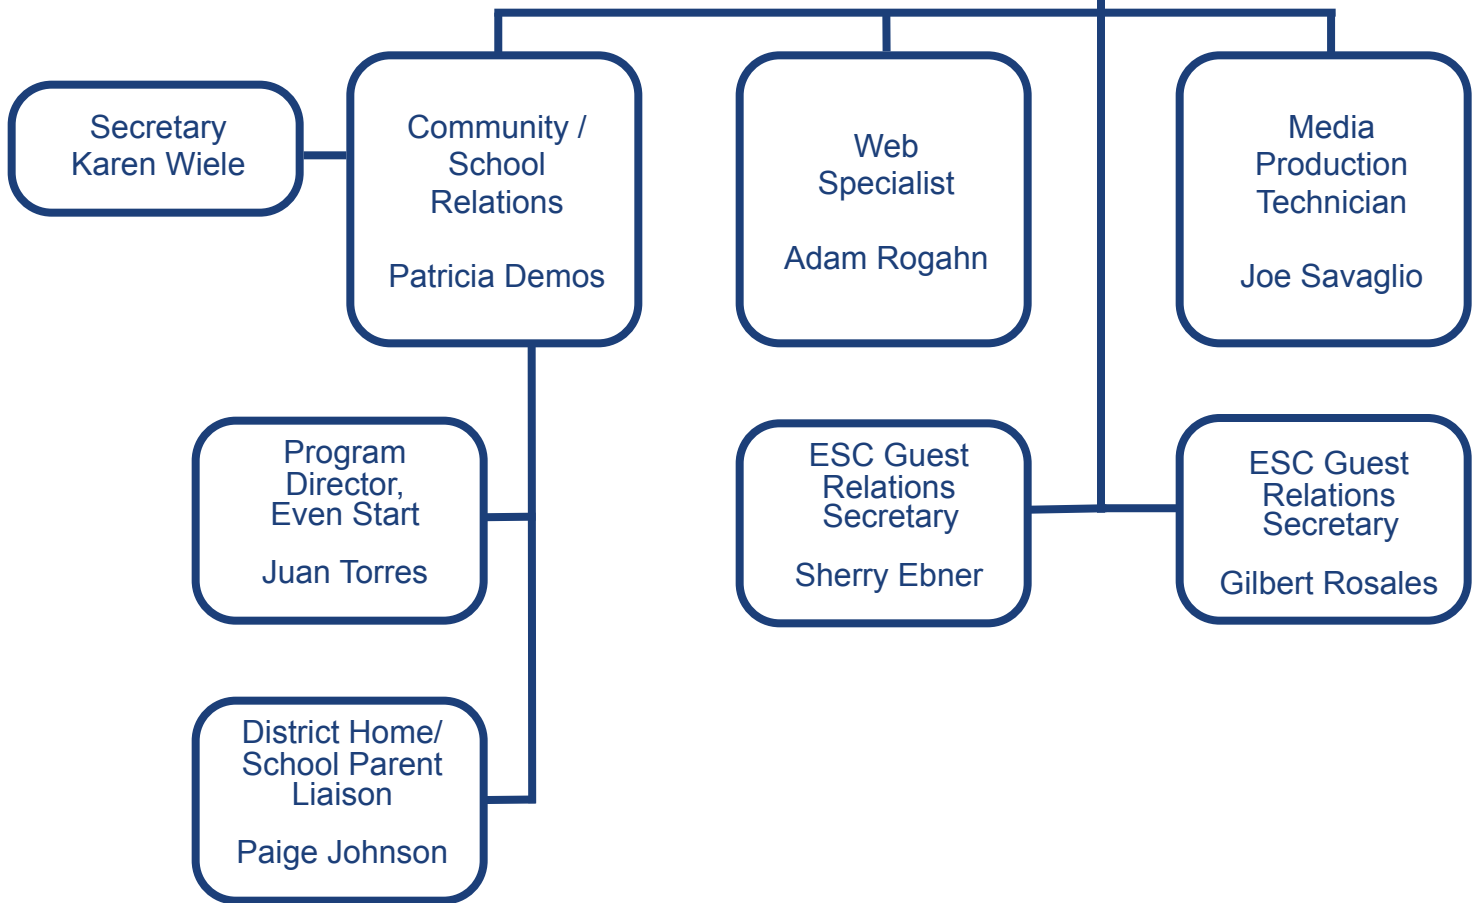 Secretary
Karen Wiele
Community /
School
Relations
Patricia Demos
Web
Specialist
Adam Rogahn
Media
Production
Technician
Joe Savaglio
Program
Director,
Even Start
Juan Torres
ESC Guest
Relations
Secretary
Sherry Ebner
ESC Guest
Relations
Secretary
Gilbert Rosales
District Home/
School Parent
Liaison
Paige Johnson